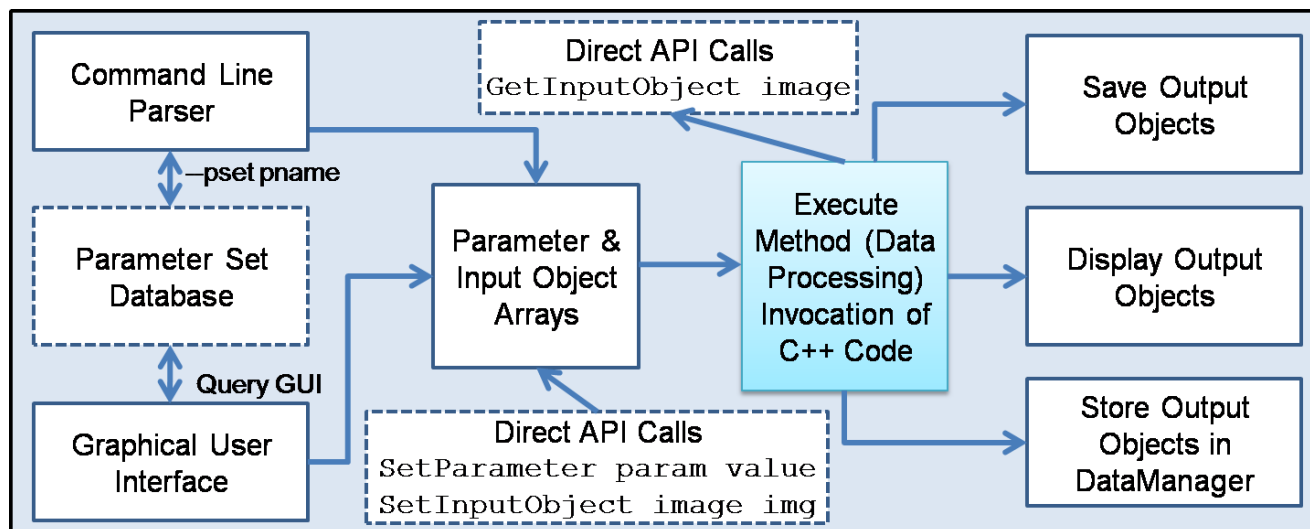 Command Line
Parser
–pset pname
Parameter Set
Database
Query GUI
Graphical User
Interface
Direct API Calls
GetInputObject image
Parameter &
Input Object
Arrays
Direct API Calls
SetParameter param value
SetInputObject image img
Execute
Method (Data
Processing)
Invocation of
C++ Code
Save Output
Objects
Display Output
Objects
Store Output
Objects in
DataManager